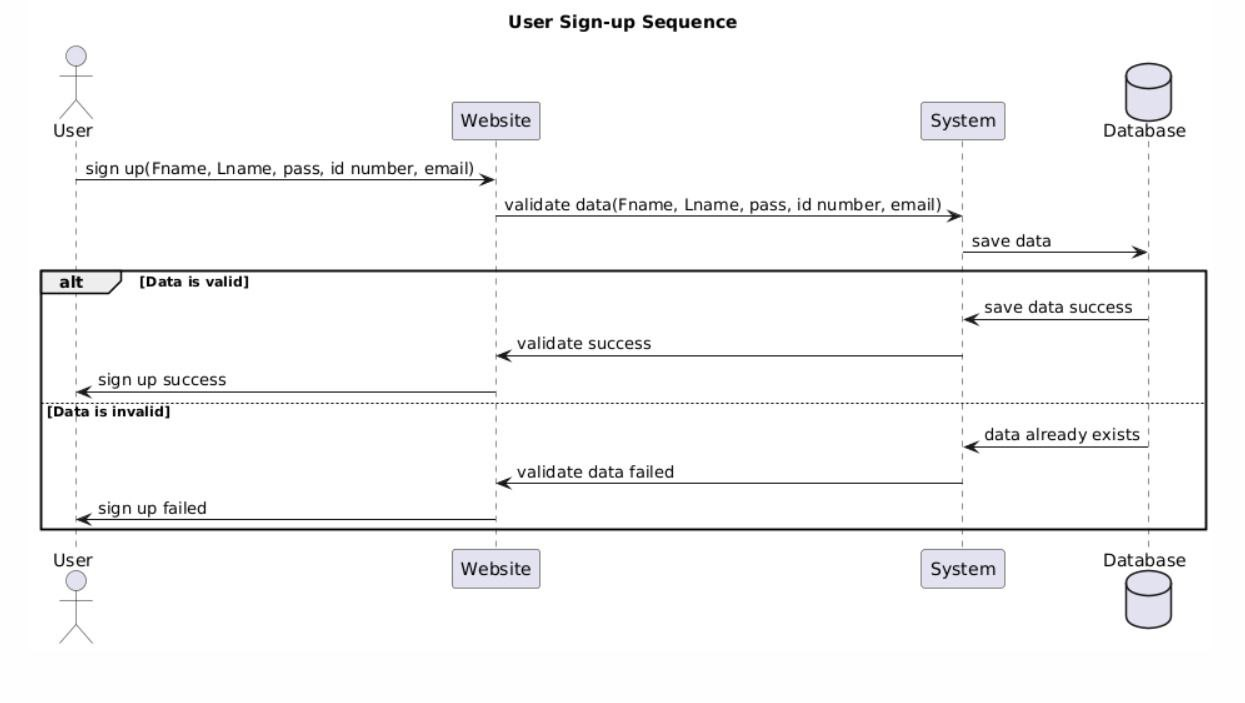 User Sign-up Sequence
User
Website
System
Database
sign up(Fname, Lname, pass, id number, email)
validate data(Fname, Lname, pass, id number, email)
save data
alt [Data is valid]
save data success
validate success
sign up success
[Data is invalid]
data already exists
validate data failed
sign up failed
User
Website
System
Database